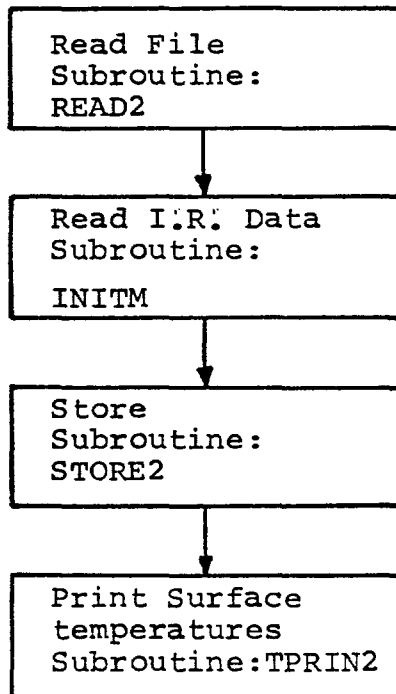 Read File
Subroutine:
READ2
Read I.R. Data
Subroutine:
INITM
Store
Subroutine:
STORE2
Print Surface
temperatures
Subroutine:TPRIN2